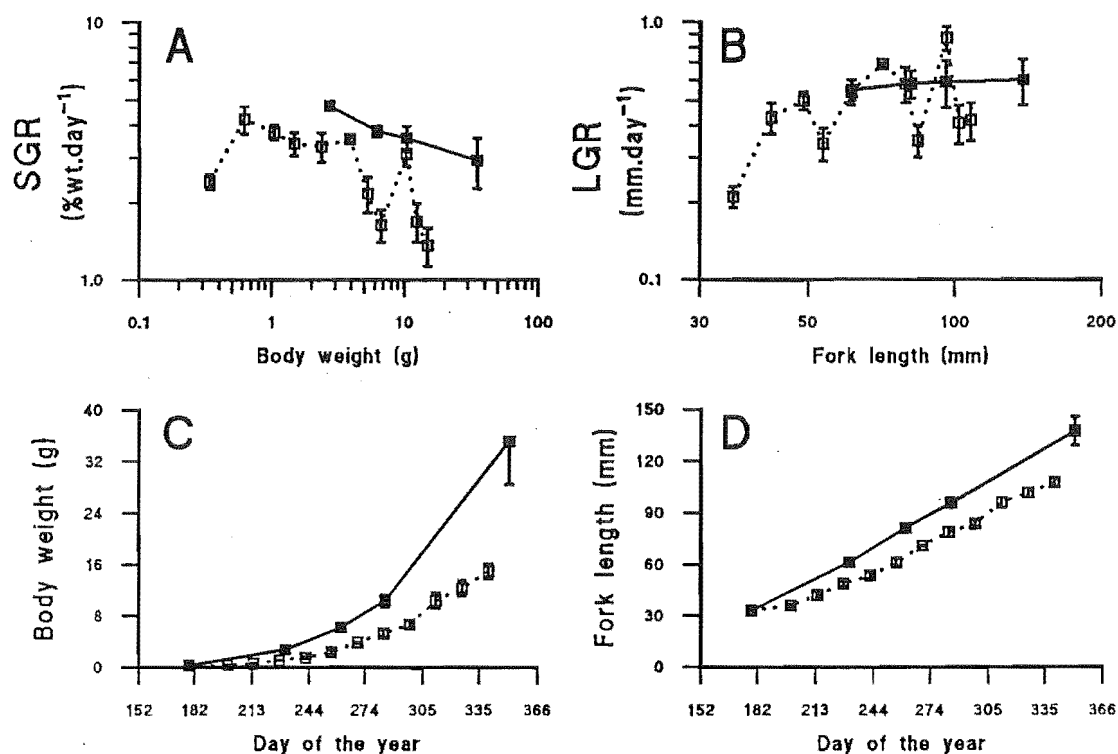 A
10
SGR
(%wt.day⁻¹)
1.0
0.1 1 10 100
Body weight (g)
B
1.0
LGR
(mm.day⁻¹)
0.1
30 50 100 200
Fork length (mm)
C
40
32
24
16
8
0
Body weight (g)
152 182 213 244 274 305 335 366
Day of the year
D
150
120
90
60
30
0
Fork length (mm)
152 182 213 244 274 305 335 366
Day of the year